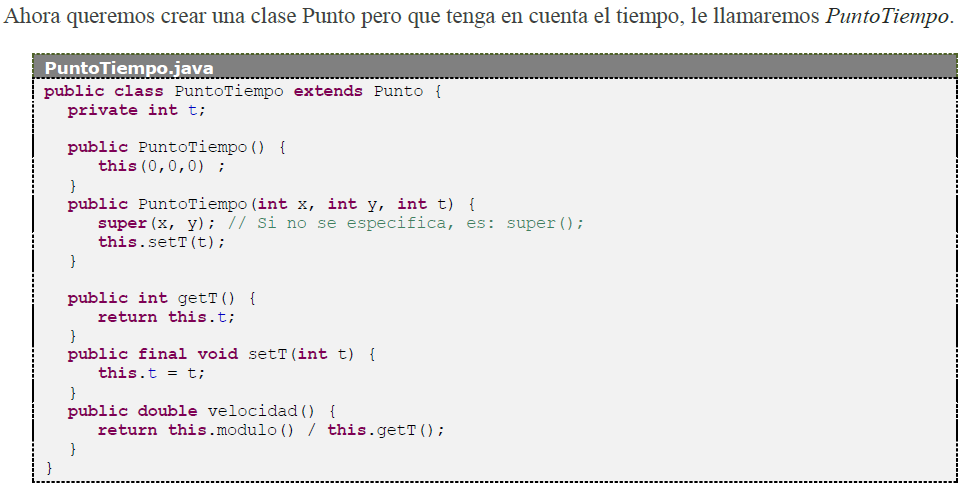 Ahora queremos crear una clase Punto pero que tenga en cuenta el tiempo, le llamaremos PuntoTiempo.
PuntoTiempo.java
public class PuntoTiempo extends Punto {
private int t;
public PuntoTiempo() {
this(0,0,0) ;
}
public PuntoTiempo(int x, int y, int t) {
super(x, y); // Si no se especifica, es: super();
this.setT(t);
}
public int getT() {
return this.t;
}
public final void setT(int t) {
this.t = t;
}
public double velocidad() {
return this.modulo() / this.getT();
}
}